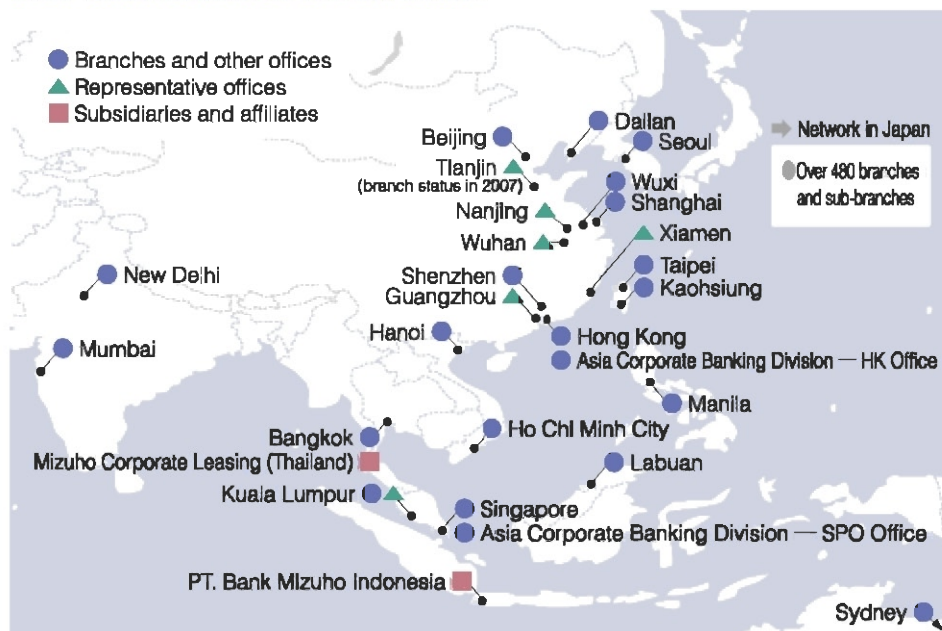 Branches and other offices
Representative offices
Subsidiaries and affiliates
Beijing
Tianjin
(branch status in 2007)
Nanjing
Wuhan
Dalian
Seoul
Wuxi
Shanghai
Xiamen
Taipei
Kaohsiung
Network in Japan
Over 480 branches
and sub-branches
New Delhi
Mumbai
Shenzhen
Guangzhou
Hanoi
Hong Kong
Asia Corporate Banking Division — HK Office
Manila
Bangkok
Mizuho Corporate Leasing (Thailand)
Ho Chi Minh City
Labuan
Kuala Lumpur
Singapore
Asia Corporate Banking Division — SPO Office
PT. Bank Mizuho Indonesia
Sydney